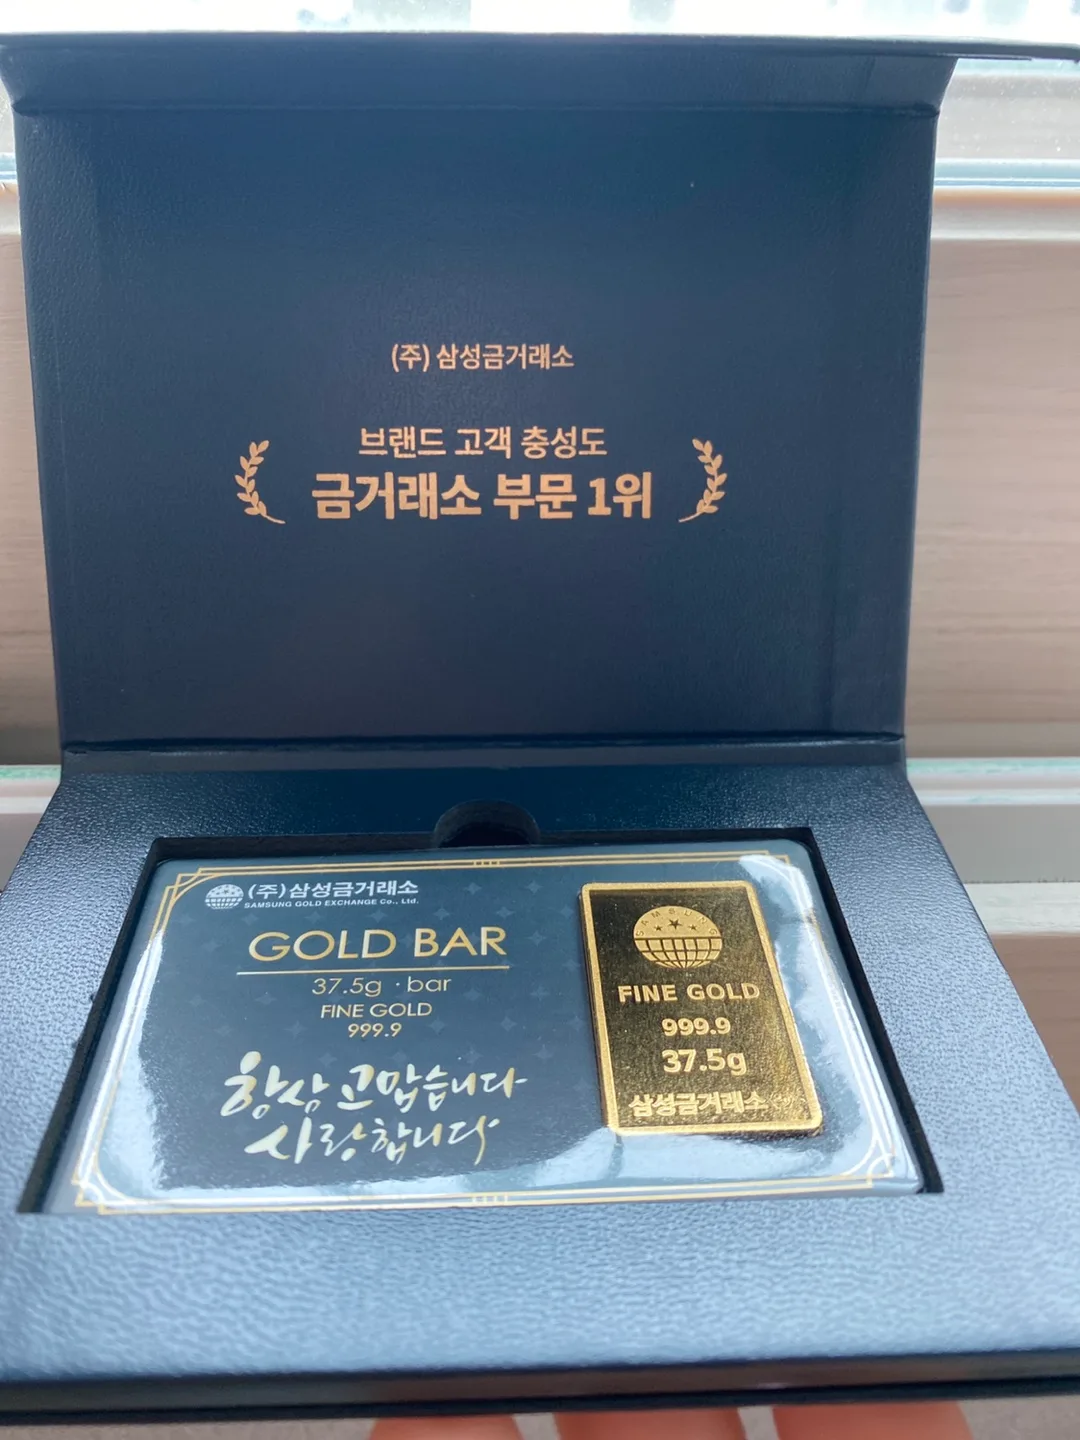 (주) 삼성금거래소
브랜드 고객 충성도
금거래소 부문 1위
(주)삼성금거래소
SAMSUNG GOLD EXCHANGE Co., Ltd.
GOLD BAR
37.5g · bar
FINE GOLD
999.9
항상 고맙습니다
사랑합니다
SAMSUNG
FINE GOLD
999.9
37.5g
삼성금거래소